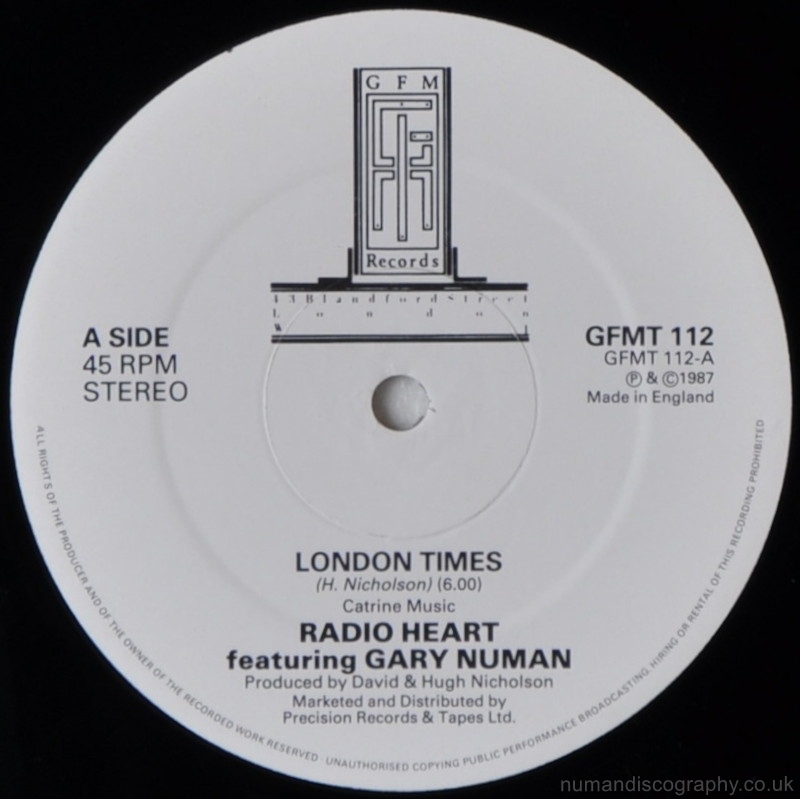 G F M
Records
43 Blandford Street
London
W1
A SIDE
45 RPM
STEREO
GFMT 112
GFMT 112-A
℗ & ©1987
Made in England
LONDON TIMES
(H. Nicholson) (6.00)
Catrine Music
RADIO HEART
featuring GARY NUMAN
Produced by David & Hugh Nicholson
Marketed and Distributed by
Precision Records & Tapes Ltd.
ALL RIGHTS OF THE PRODUCER AND OF THE OWNER OF THE RECORDED WORK RESERVED · UNAUTHORISED COPYING PUBLIC PERFORMANCE BROADCASTING, HIRING OR RENTAL OF THIS RECORDING PROHIBITED
numandiscography.co.uk